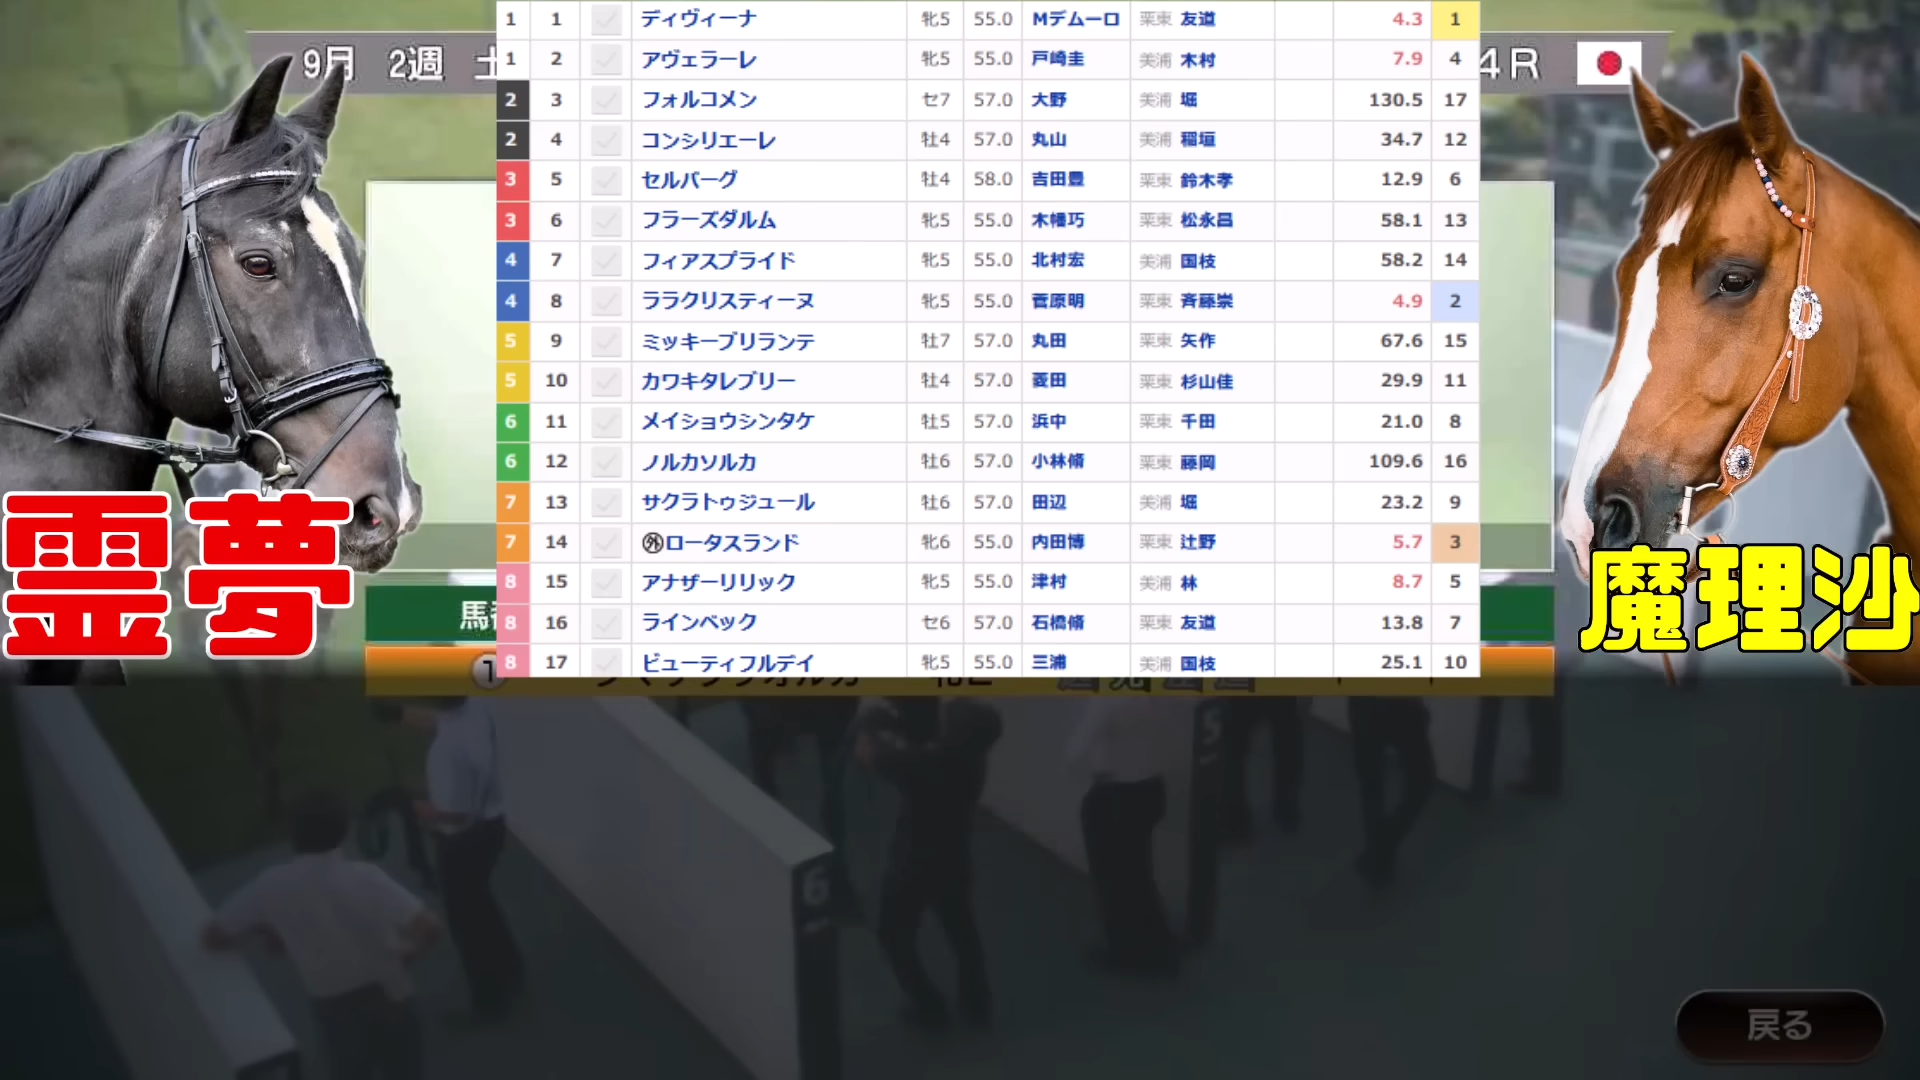 9月 2週 土
4R
1 1 ディヴィーナ 牝5 55.0 Mデムーロ 栗東 友道 4.3 1
1 2 アヴェラーレ 牝5 55.0 戸崎圭 美浦 木村 7.9 4
2 3 フォルコメン セ7 57.0 大野 美浦 堀 130.5 17
2 4 コンシリエーレ 牡4 57.0 丸山 美浦 稲垣 34.7 12
3 5 セルバーグ 牡4 58.0 吉田豊 栗東 鈴木孝 12.9 6
3 6 フラーズダルム 牝5 55.0 木幡巧 栗東 松永昌 58.1 13
4 7 フィアスプライド 牝5 55.0 北村宏 美浦 国枝 58.2 14
4 8 ララクリスティーヌ 牝5 55.0 菅原明 栗東 斉藤崇 4.9 2
5 9 ミッキーブリランテ 牡7 57.0 丸田 栗東 矢作 67.6 15
5 10 カワキタレブリー 牡4 57.0 菱田 栗東 杉山佳 29.9 11
6 11 メイショウシンタケ 牡5 57.0 浜中 栗東 千田 21.0 8
6 12 ノルカソルカ 牡6 57.0 小林脩 栗東 藤岡 109.6 16
7 13 サクラトゥジュール 牡6 57.0 田辺 美浦 堀 23.2 9
7 14 ㊕ロータスランド 牝6 55.0 内田博 栗東 辻野 5.7 3
8 15 アナザーリリック 牝5 55.0 津村 美浦 林 8.7 5
8 16 ラインベック セ6 57.0 石橋脩 栗東 友道 13.8 7
8 17 ビューティフルデイ 牝5 55.0 三浦 美浦 国枝 25.1 10
霊夢
魔理沙
馬
5
6
戻る